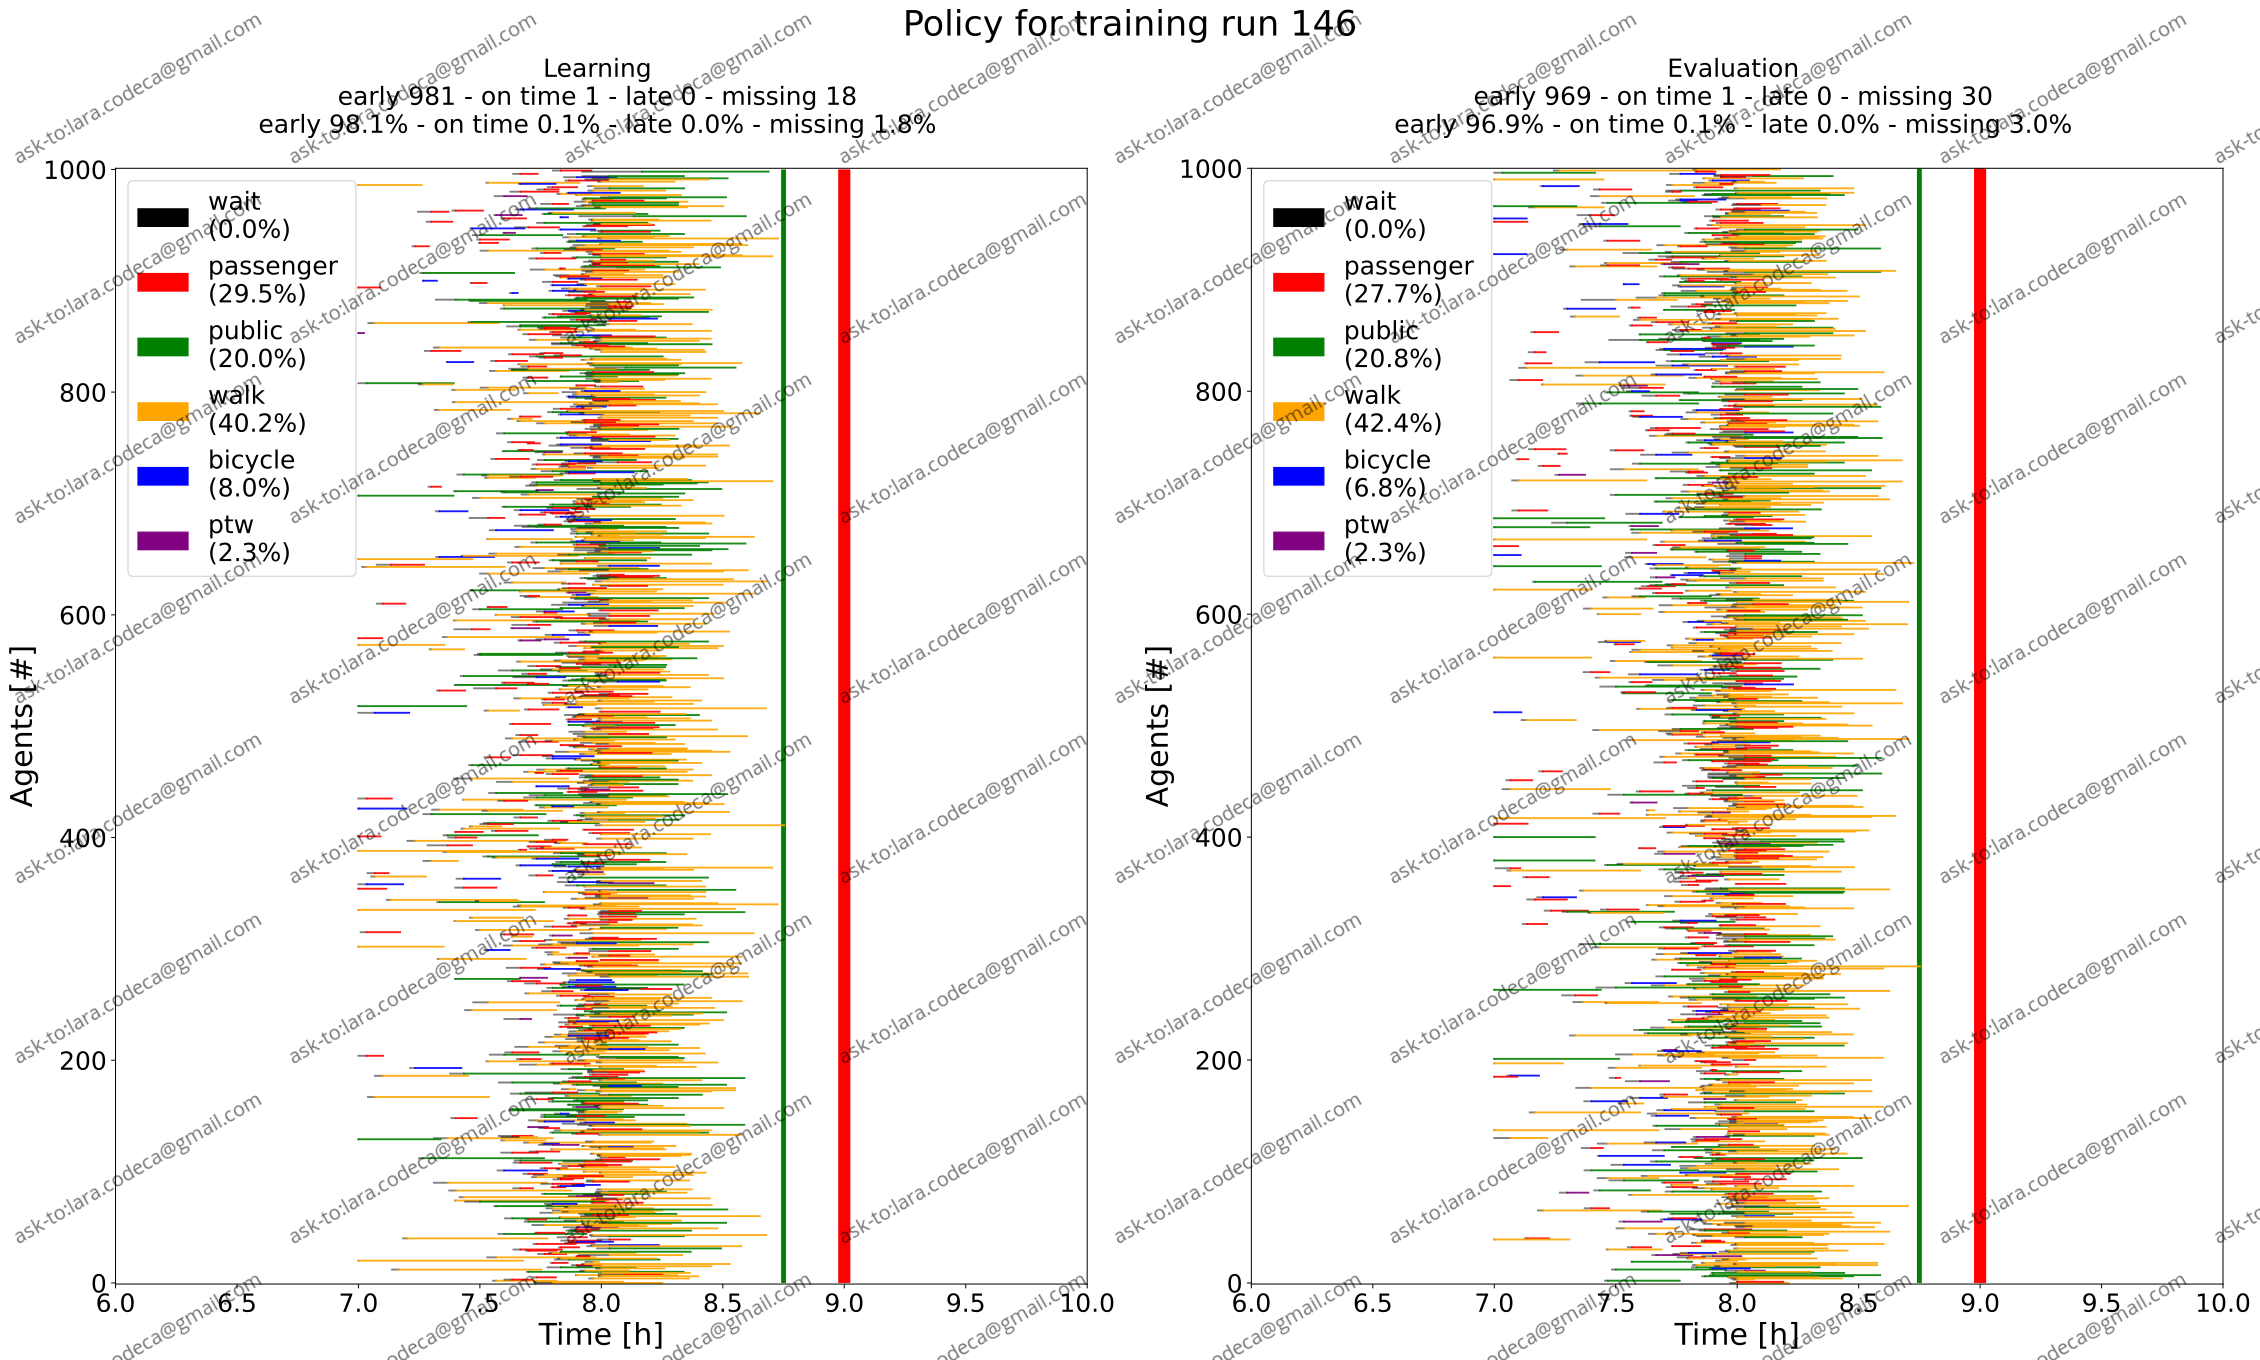 Policy for training run 146
Learning
early 981 - on time 1 - late 0 - missing 18
early 98.1% - on time 0.1% - late 0.0% - missing 1.8%
wait
(0.0%)
passenger
(29.5%)
public
(20.0%)
walk
(40.2%)
bicycle
(8.0%)
ptw
(2.3%)
1000
800
600
400
200
0
Agents [#]
6.0 6.5 7.0 7.5 8.0 8.5 9.0 9.5 10.0
Time [h]
Evaluation
early 969 - on time 1 - late 0 - missing 30
early 96.9% - on time 0.1% - late 0.0% - missing 3.0%
wait
(0.0%)
passenger
(27.7%)
public
(20.8%)
walk
(42.4%)
bicycle
(6.8%)
ptw
(2.3%)
1000
800
600
400
200
0
Agents [#]
6.0 6.5 7.0 7.5 8.0 8.5 9.0 9.5 10.0
Time [h]
ask-to:lara.codeca@gmail.com